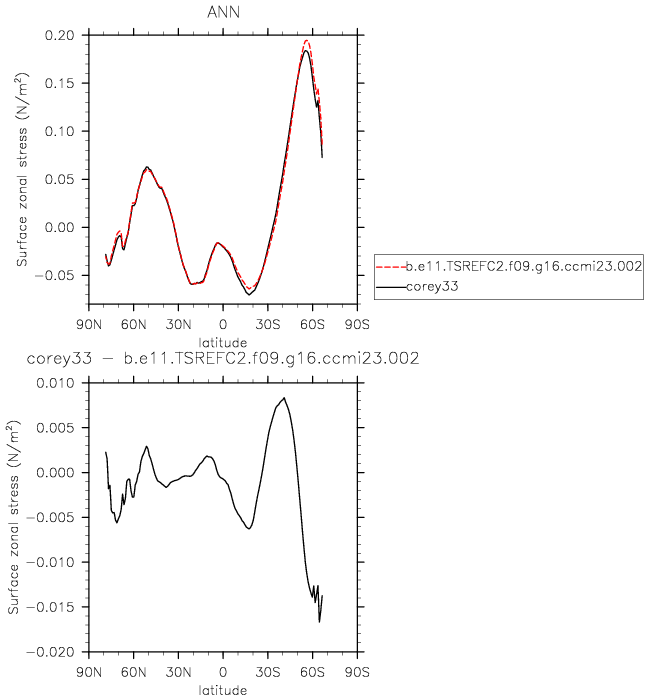 ANN
Surface zonal stress (N/m²)
0.20
0.15
0.10
0.05
0.00
−0.05
90N 60N 30N 0 30S 60S 90S
latitude
b.e11.TSREFC2.f09.g16.ccmi23.002
corey33
corey33 − b.e11.TSREFC2.f09.g16.ccmi23.002
Surface zonal stress (N/m²)
0.010
0.005
0.000
−0.005
−0.010
−0.015
−0.020
90N 60N 30N 0 30S 60S 90S
latitude